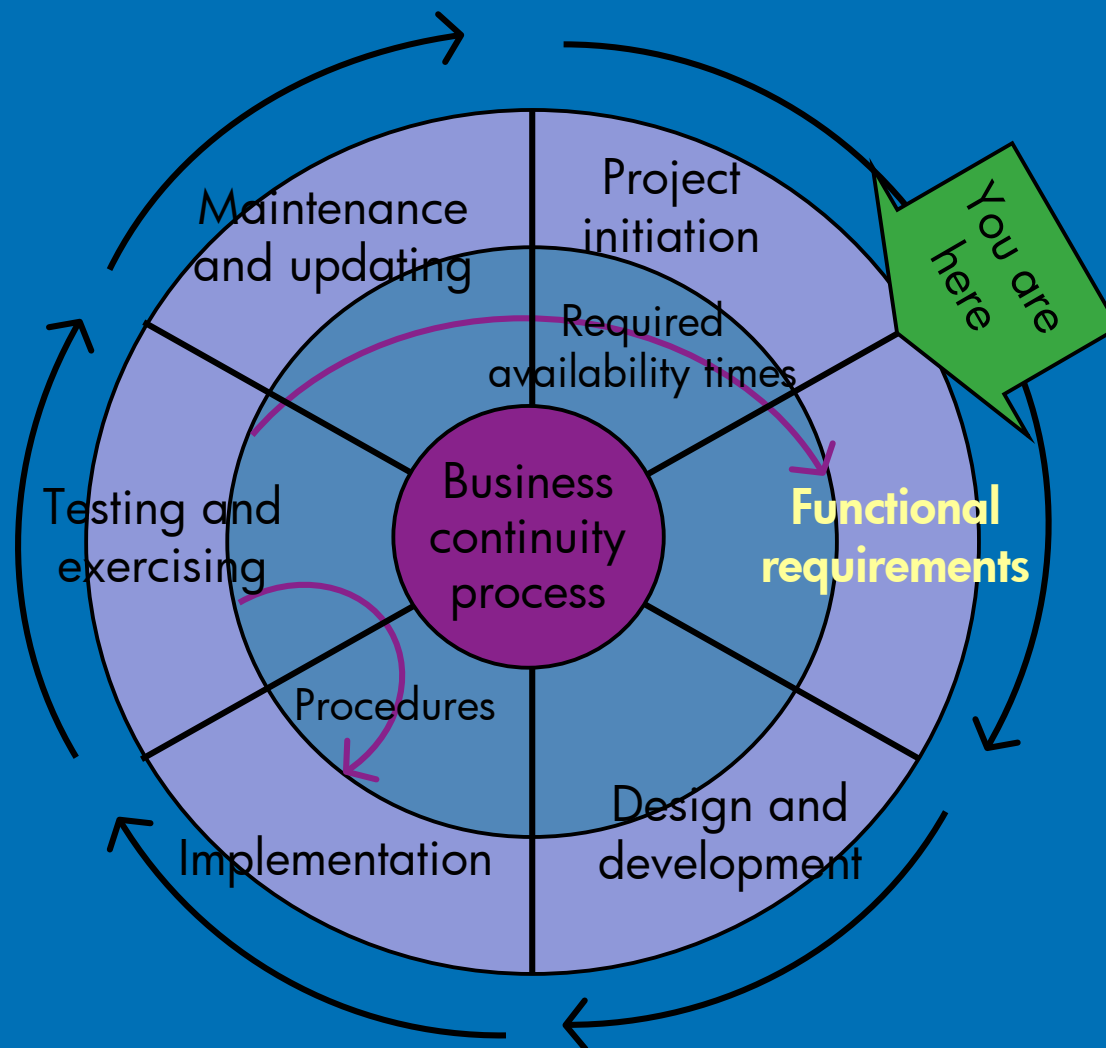 Project
initiation
You are
here
Functional
requirements
Design and
development
Implementation
Testing and
exercising
Maintenance
and updating
Required
availability times
Business
continuity
process
Procedures